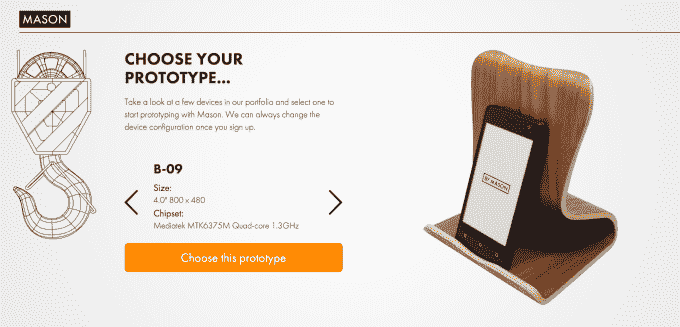 MASON
CHOOSE YOUR
PROTOTYPE...
Take a look at a few devices in our portfolio and select one to
start prototyping with Mason. We can always change the
device configuration once you sign up.
B-09
Size:
4.0" 800 x 480
Chipset:
Mediatek MTK6375M Quad-core 1.3GHz
Choose this prototype
BY MASON